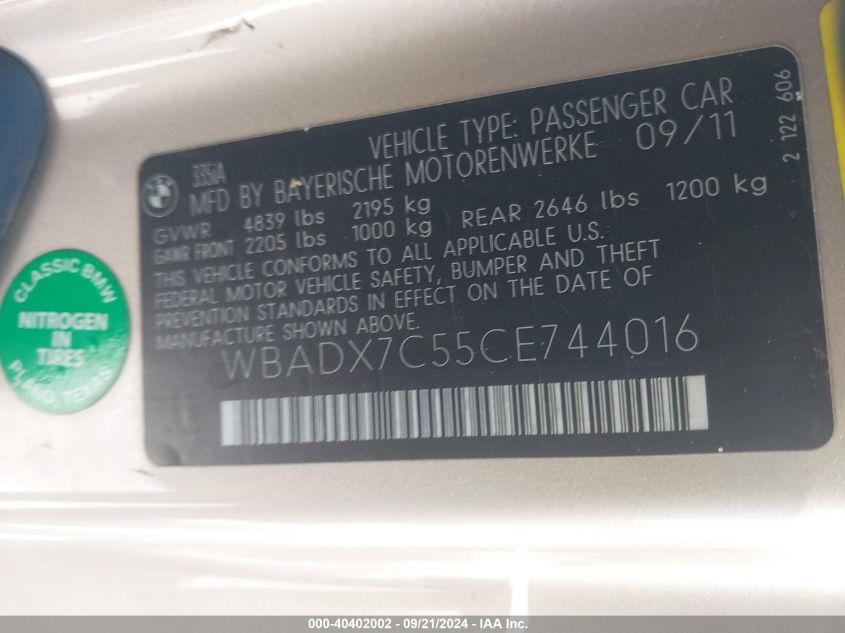 335iA
VEHICLE TYPE: PASSENGER CAR
MFD BY BAYERISCHE MOTORENWERKE 09/11
GVWR 4839 lbs 2195 kg
GAWR FRONT 2205 lbs 1000 kg REAR 2646 lbs 1200 kg
THIS VEHICLE CONFORMS TO ALL APPLICABLE U.S.
FEDERAL MOTOR VEHICLE SAFETY, BUMPER AND THEFT
PREVENTION STANDARDS IN EFFECT ON THE DATE OF
MANUFACTURE SHOWN ABOVE.
WBADX7C55CE744016
2 122 606
CLASSIC BMW
NITROGEN
IN
TIRES
PLANO, TEXAS
000-40402002 - 09/21/2024 - IAAI Inc.